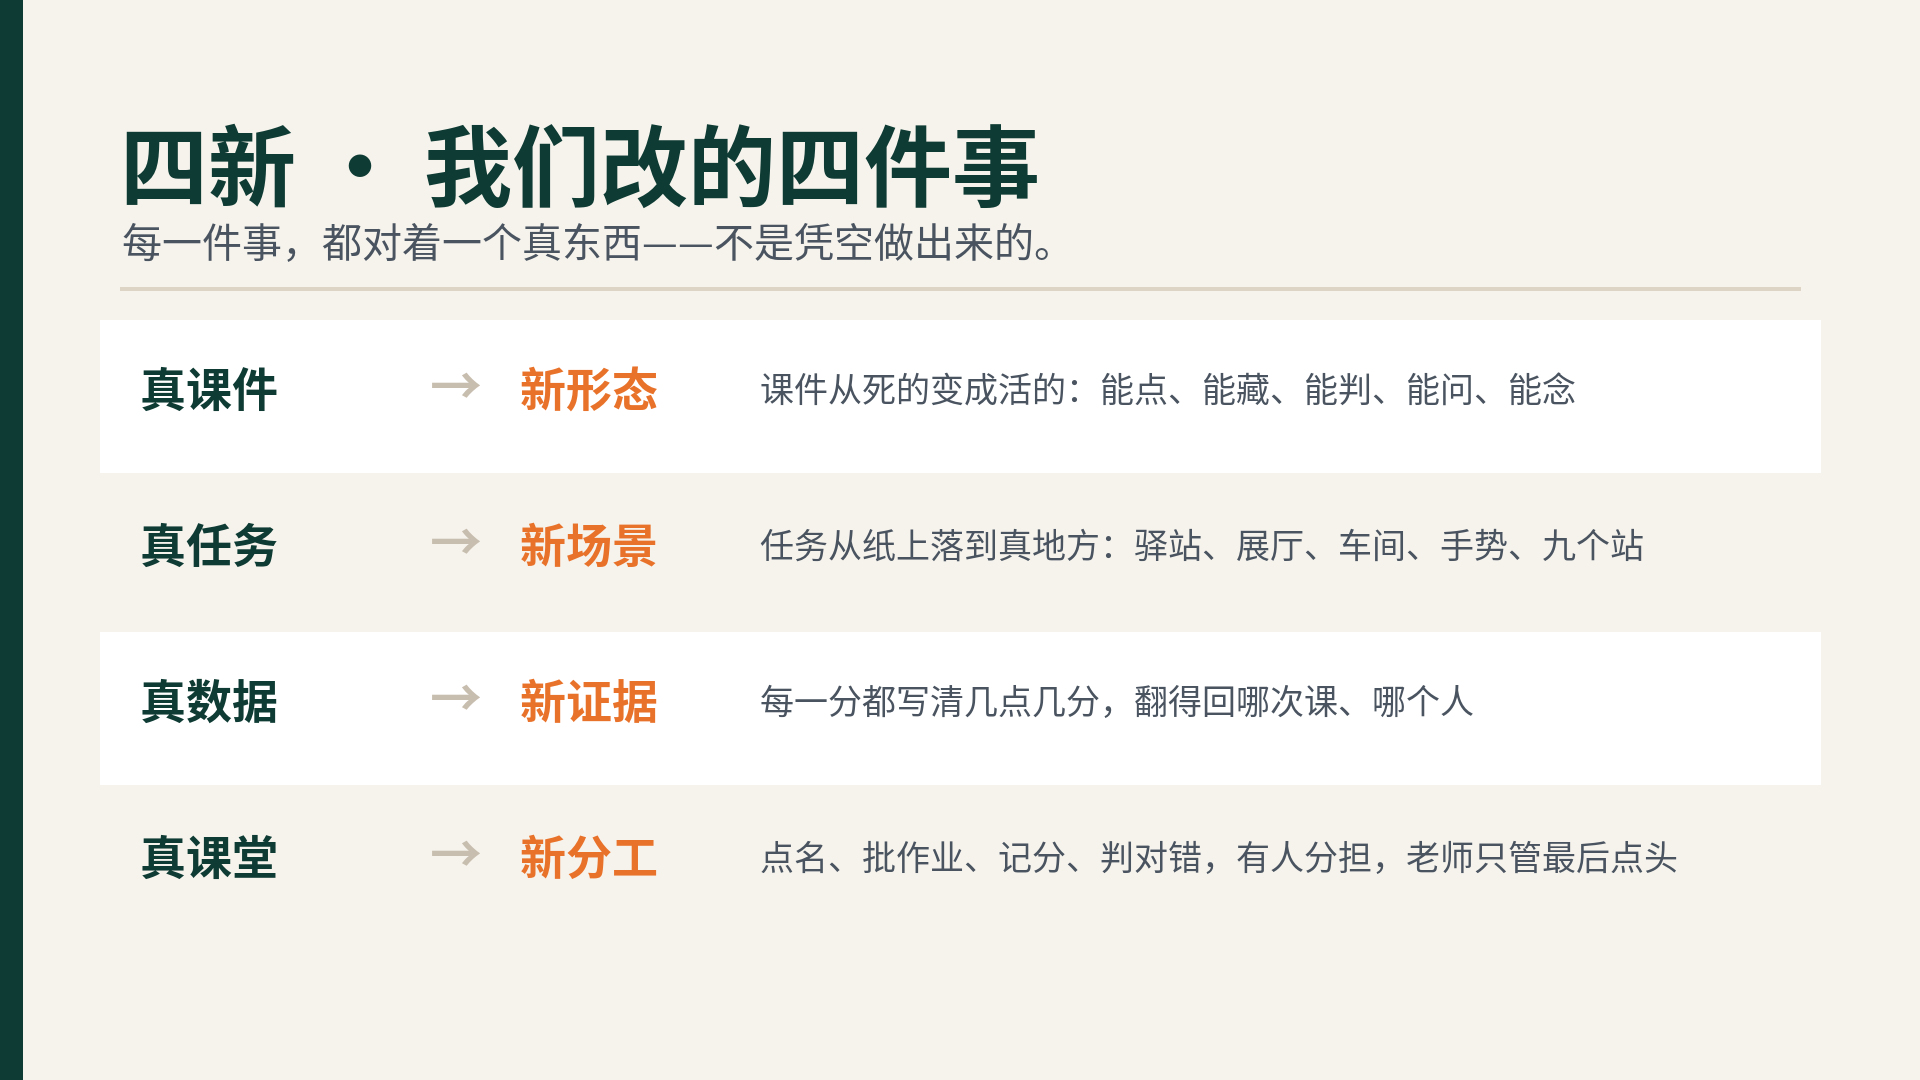 四新 · 我们改的四件事
每一件事，都对着一个真东西——不是凭空做出来的。
真课件 → 新形态 课件从死的变成活的：能点、能藏、能判、能问、能念
真任务 → 新场景 任务从纸上落到真地方：驿站、展厅、车间、手势、九个站
真数据 → 新证据 每一分都写清几点几分，翻得回哪次课、哪个人
真课堂 → 新分工 点名、批作业、记分、判对错，有人分担，老师只管最后点头